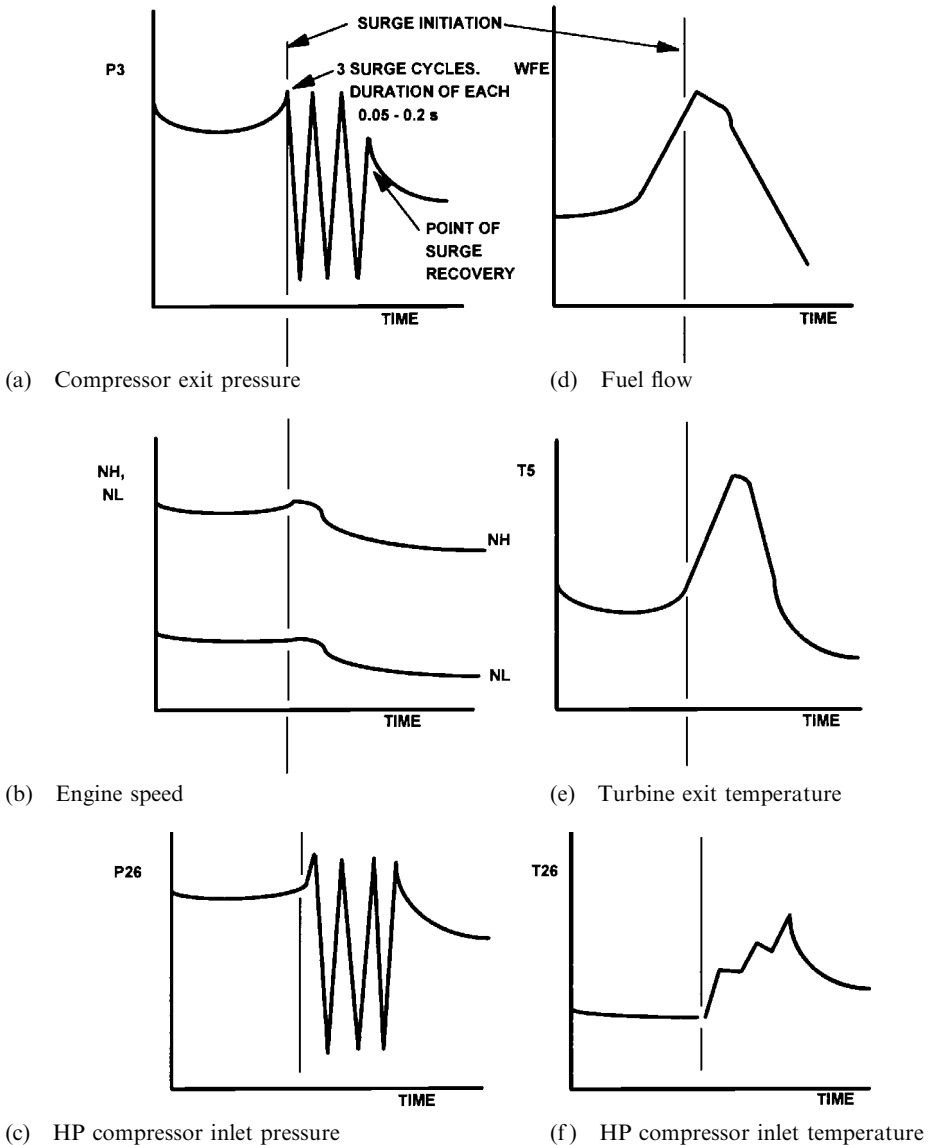 SURGE INITIATION
P3
3 SURGE CYCLES.
DURATION OF EACH
0.05 - 0.2 s
POINT OF
SURGE
RECOVERY
TIME
(a) Compressor exit pressure
WFE
TIME
(d) Fuel flow
NH,
NL
NH
NL
TIME
(b) Engine speed
T5
TIME
(e) Turbine exit temperature
P26
TIME
(c) HP compressor inlet pressure
T26
TIME
(f) HP compressor inlet temperature